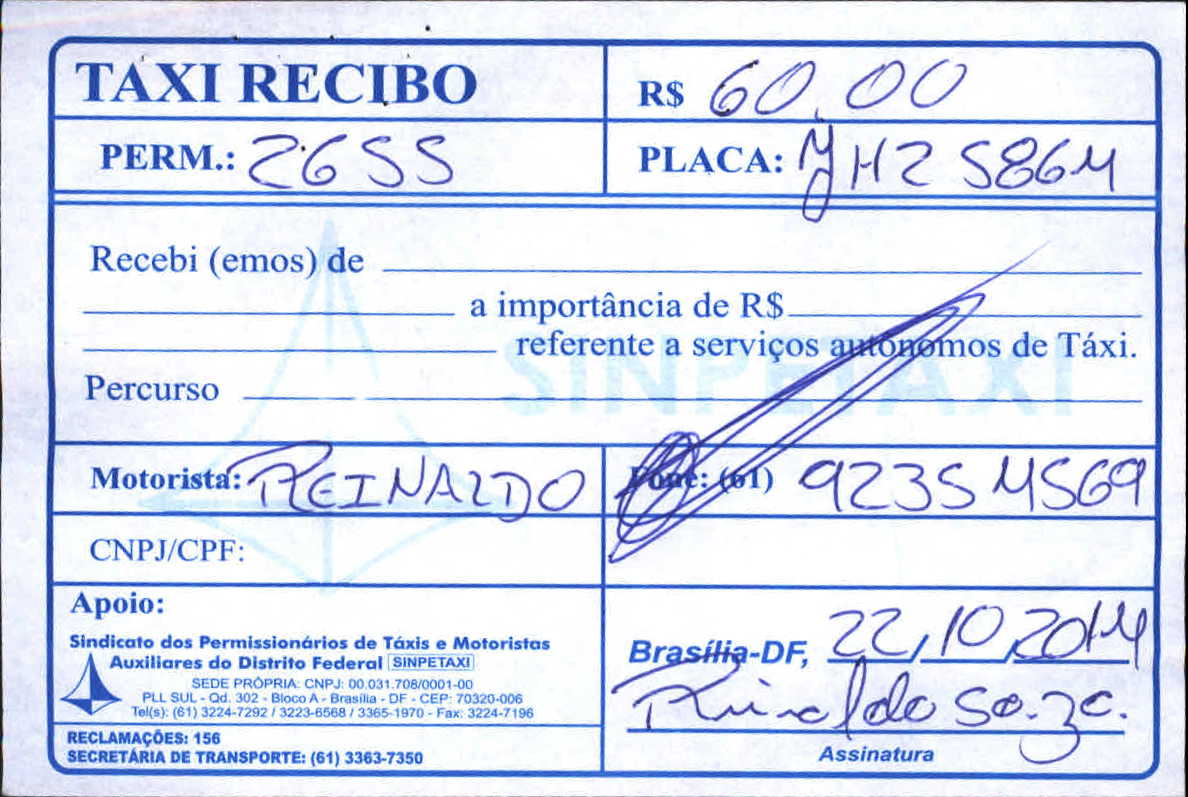 TAXI RECIBO
R$ 60,00
PERM.: 2655
PLACA: JHZ 5864
Recebi (emos) de
a importância de R$
referente a serviços autônomos de Táxi.
SINPETAXI
Percurso
Motorista: REINALDO
Fone: (61) 9235 4569
CNPJ/CPF:
Apoio:
Sindicato dos Permissionários de Táxis e Motoristas
Auxiliares do Distrito Federal SINPETAXI
SEDE PRÓPRIA: CNPJ: 00.031.708/0001-00
PLL SUL - Qd. 302 - Bloco A - Brasília - DF - CEP: 70320-006
Tel(s): (61) 3224-7292 / 3223-6568 / 3365-1970 - Fax: 3224-7196
RECLAMAÇÕES: 156
SECRETÁRIA DE TRANSPORTE: (61) 3363-7350
Brasília-DF, 22,10,2014
Assinatura